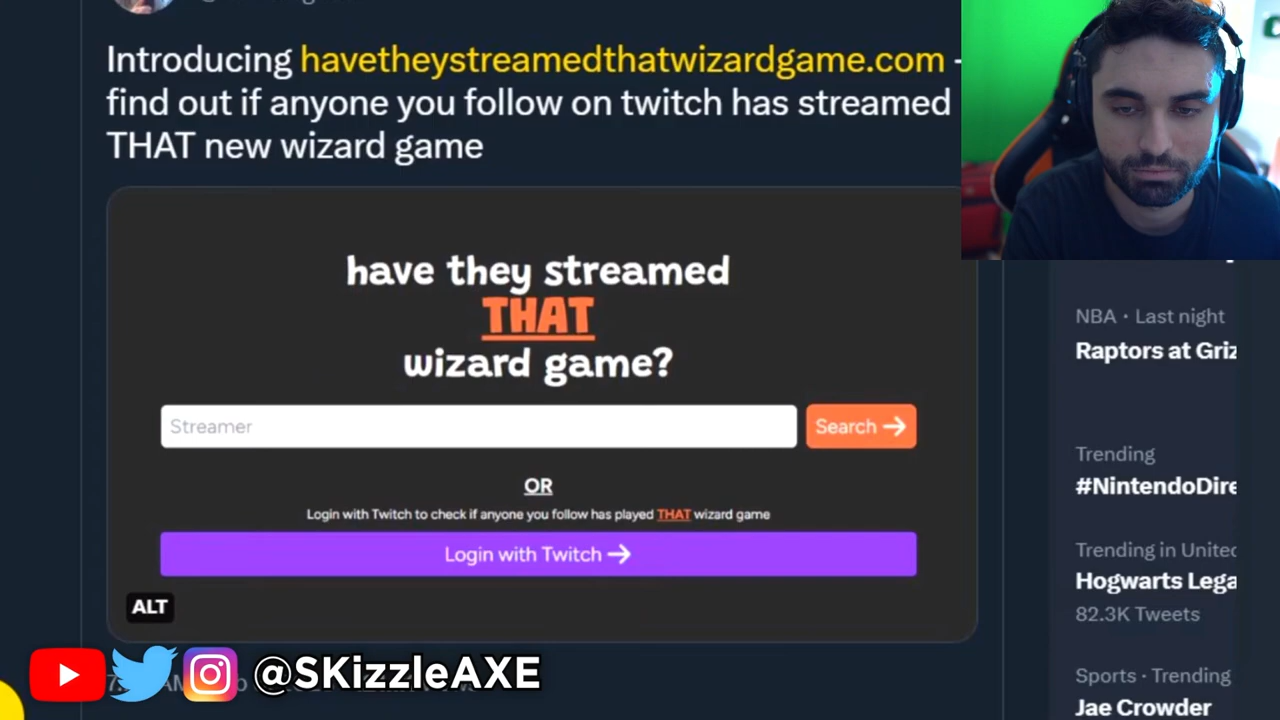 Introducing havetheystreamedthatwizardgame.com -
find out if anyone you follow on twitch has streamed
THAT new wizard game
have they streamed
THAT
wizard game?
Streamer
Search →
OR
Login with Twitch to check if anyone you follow has played THAT wizard game
Login with Twitch →
ALT
NBA · Last night
Raptors at Griz
Trending
#NintendoDire
Trending in United
Hogwarts Lega
82.3K Tweets
Sports · Trending
Jae Crowder
@SKizzleAXE